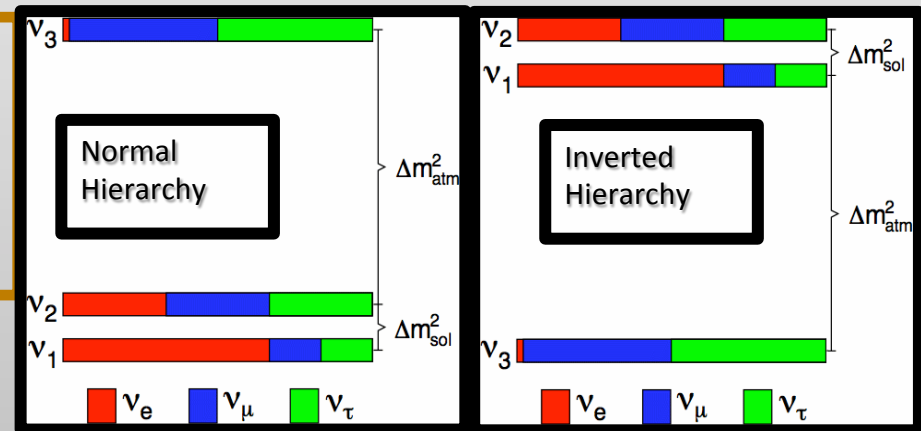 ν₃
Normal
Hierarchy
Δm²atm
ν₂
Δm²sol
ν₁
νe νμ ντ
ν₂
Δm²sol
ν₁
Inverted
Hierarchy
Δm²atm
ν₃
νe νμ ντ